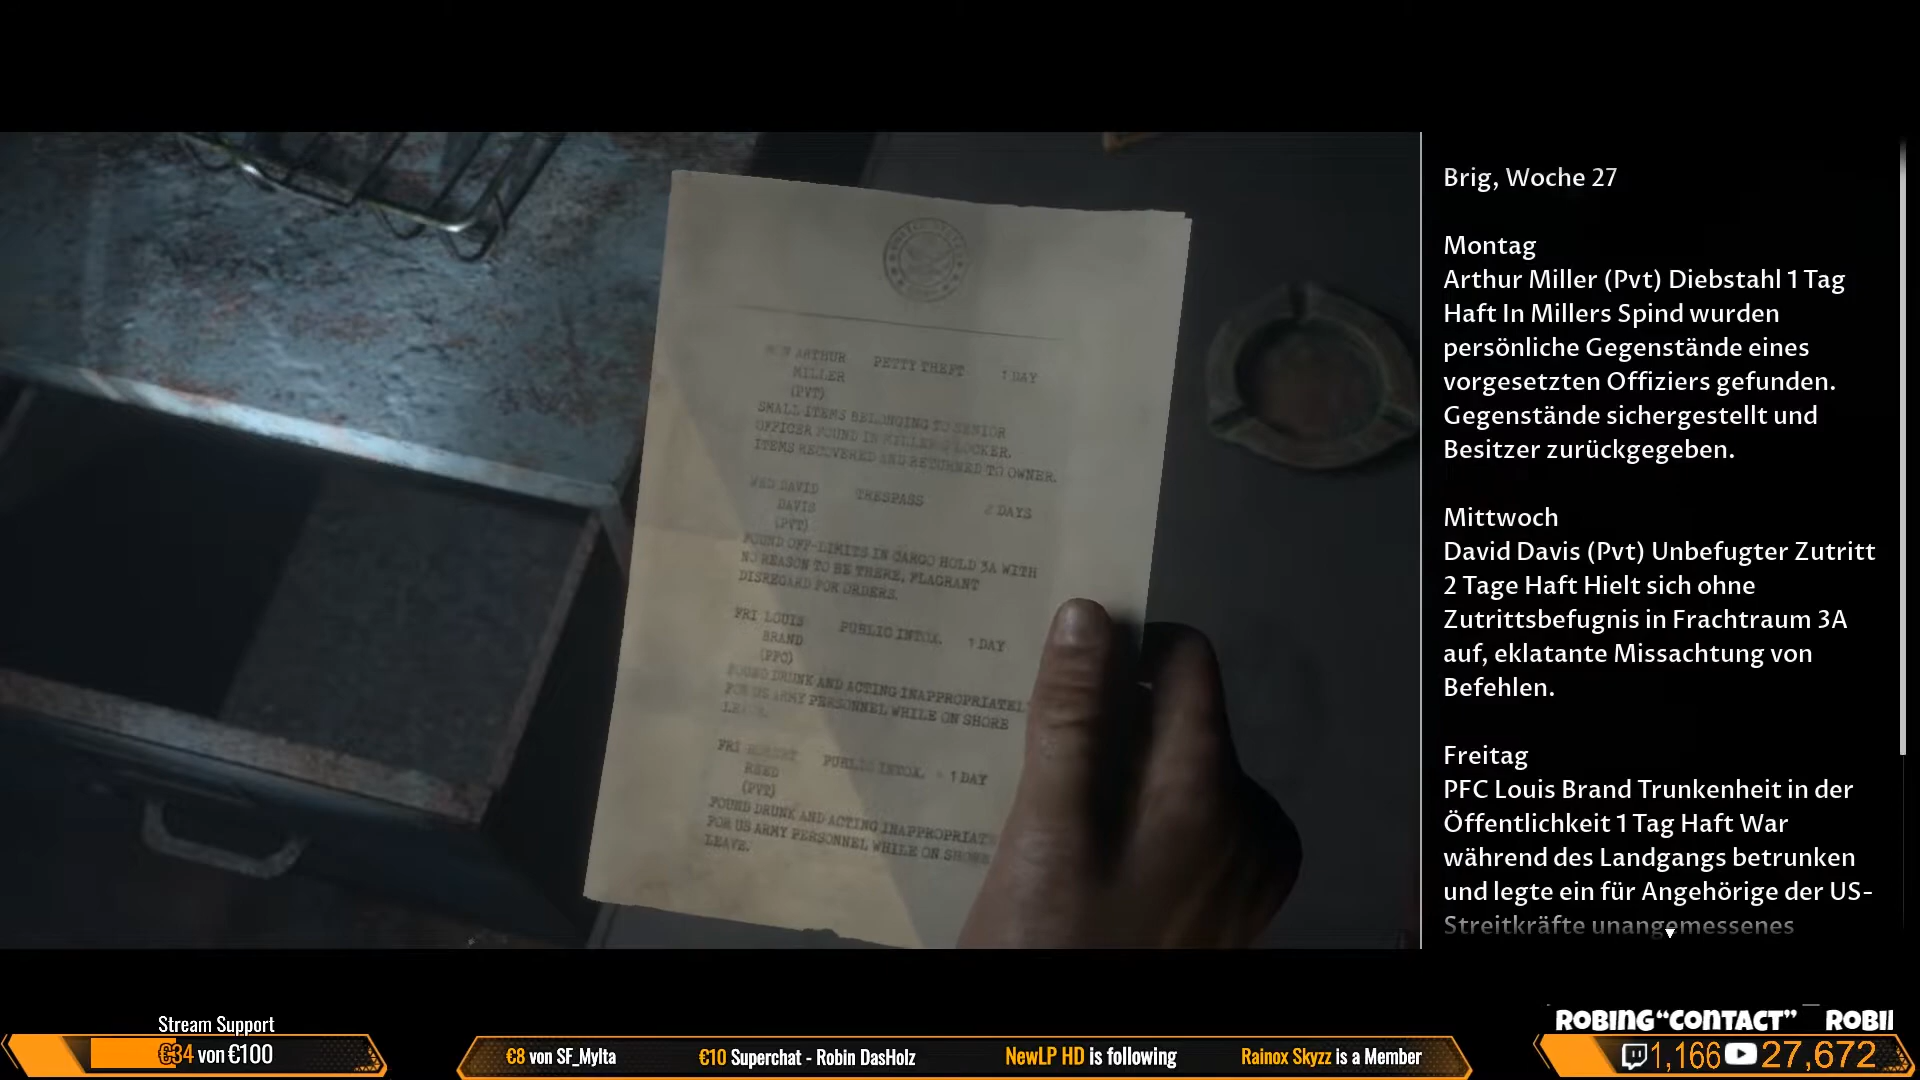 MON ARTHUR PETTY THEFT 1 DAY
MILLER
(PVT)
SMALL ITEMS BELONGING TO SENIOR
OFFICER FOUND IN MILLER'S LOCKER.
ITEMS RECOVERED AND RETURNED TO OWNER.
WED DAVID TRESPASS 2 DAYS
DAVIS
(PVT)
FOUND OFF-LIMITS IN CARGO HOLD 3A WITH
NO REASON TO BE THERE, FLAGRANT
DISREGARD FOR ORDERS.
FRI LOUIS PUBLIC INTOX. 1 DAY
BRAND
(PFC)
FOUND DRUNK AND ACTING INAPPROPRIATELY
FOR US ARMY PERSONNEL WHILE ON SHORE
LEAVE.
FRI PUBLIC INTOX. 1 DAY
REED
(PVT)
FOUND DRUNK AND ACTING
FOR US ARMY PERSONNEL WHILE ON SHORE
LEAVE.
Brig, Woche 27
Montag
Arthur Miller (Pvt) Diebstahl 1 Tag
Haft In Millers Spind wurden
persönliche Gegenstände eines
vorgesetzten Offiziers gefunden.
Gegenstände sichergestellt und
Besitzer zurückgegeben.
Mittwoch
David Davis (Pvt) Unbefugter Zutritt
2 Tage Haft Hielt sich ohne
Zutrittsbefugnis in Frachtraum 3A
auf, eklatante Missachtung von
Befehlen.
Freitag
PFC Louis Brand Trunkenheit in der
Öffentlichkeit 1 Tag Haft War
während des Landgangs betrunken
und legte ein für Angehörige der US-
Streitkräfte unangemessenes
Stream Support
€34 von €100
€8 von SF_Mylta €10 Superchat - Robin DasHolz NewLP HD is following Rainox Skyzz is a Member
ROBING“CONTACT” ROBII
1,166 27,672